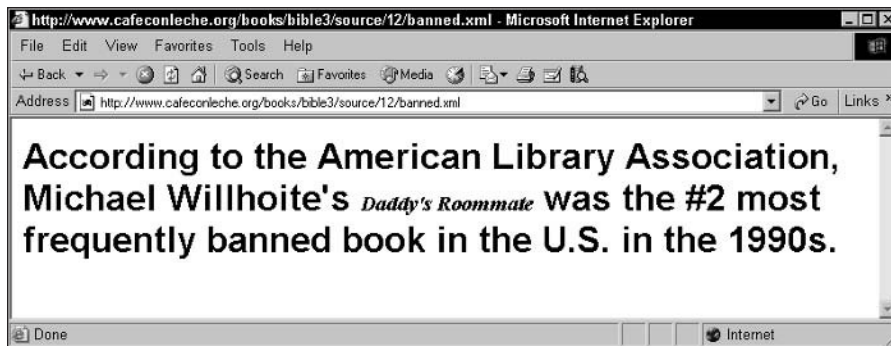 http://www.cafeconleche.org/books/bible3/source/12/banned.xml - Microsoft Internet Explorer
File Edit View Favorites Tools Help
Back Search Favorites Media
Address http://www.cafeconleche.org/books/bible3/source/12/banned.xml Go Links »
According to the American Library Association,
Michael Willhoite's Daddy's Roommate was the #2 most
frequently banned book in the U.S. in the 1990s.
Done Internet